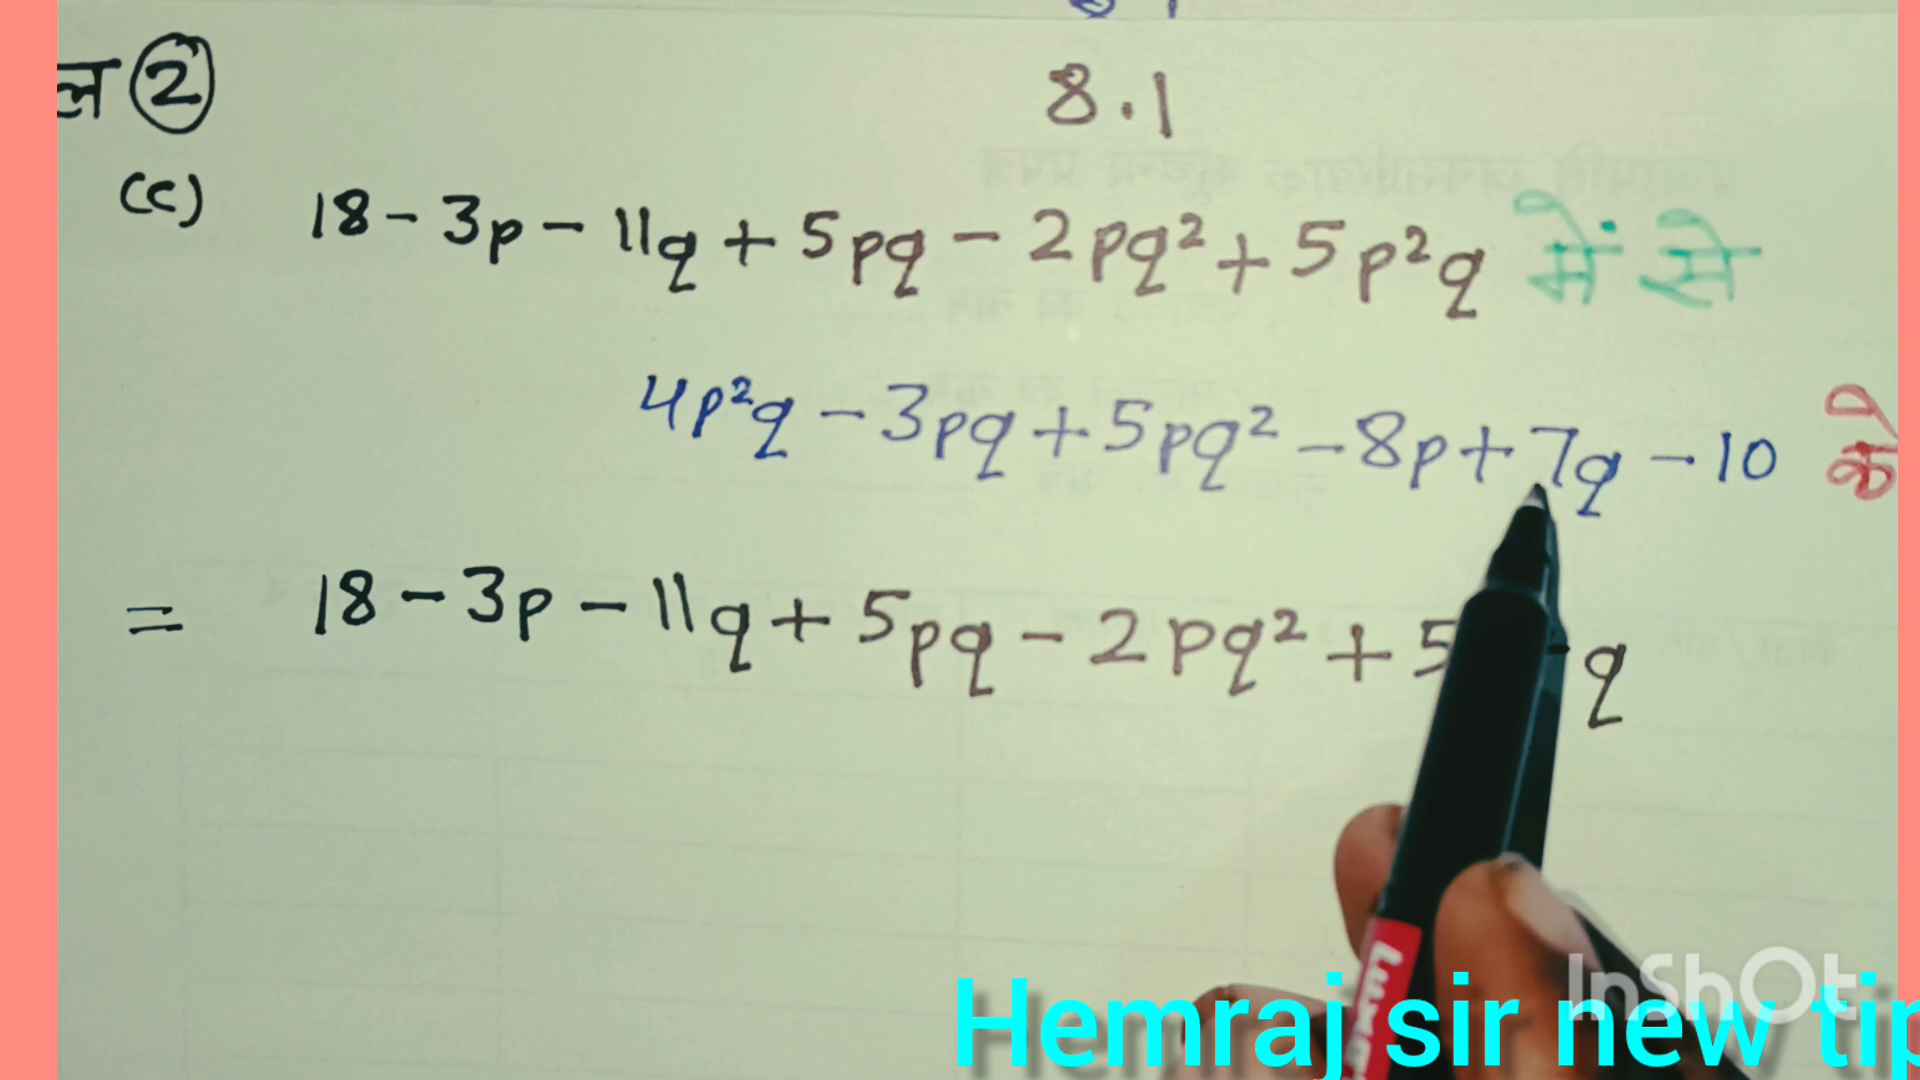 ल ②
8.1
(c) 18 - 3p - 11q + 5pq - 2pq² + 5p²q में से
4p²q - 3pq + 5pq² - 8p + 7q - 10 के
= 18 - 3p - 11q + 5pq - 2pq² + 5 q
InShOt
Hemraj sir new tip